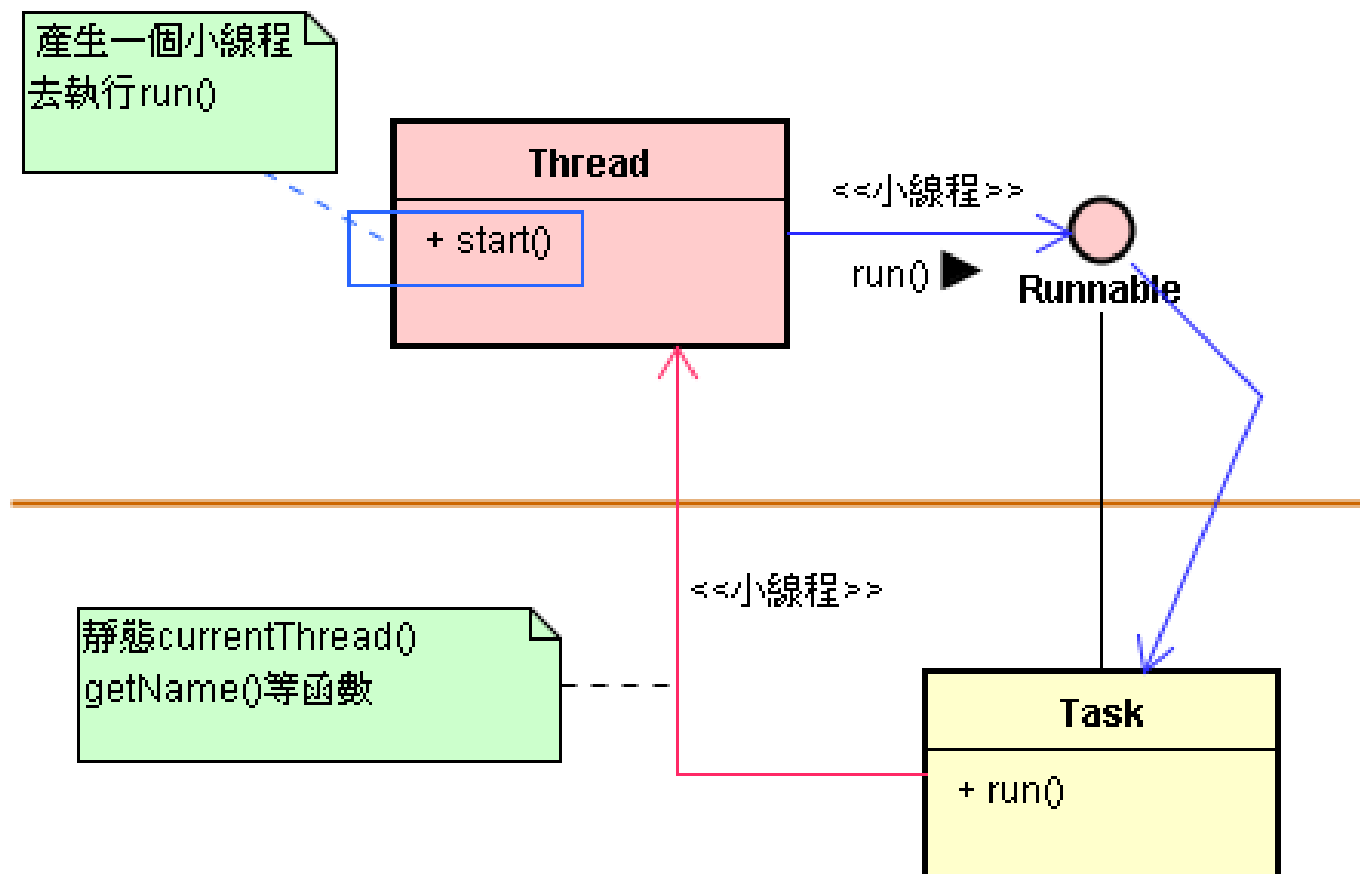 產生一個小線程
去執行run()
Thread
+ start()
<<小線程>>
run()
Runnable
<<小線程>>
靜態currentThread()
getName()等函數
Task
+ run()